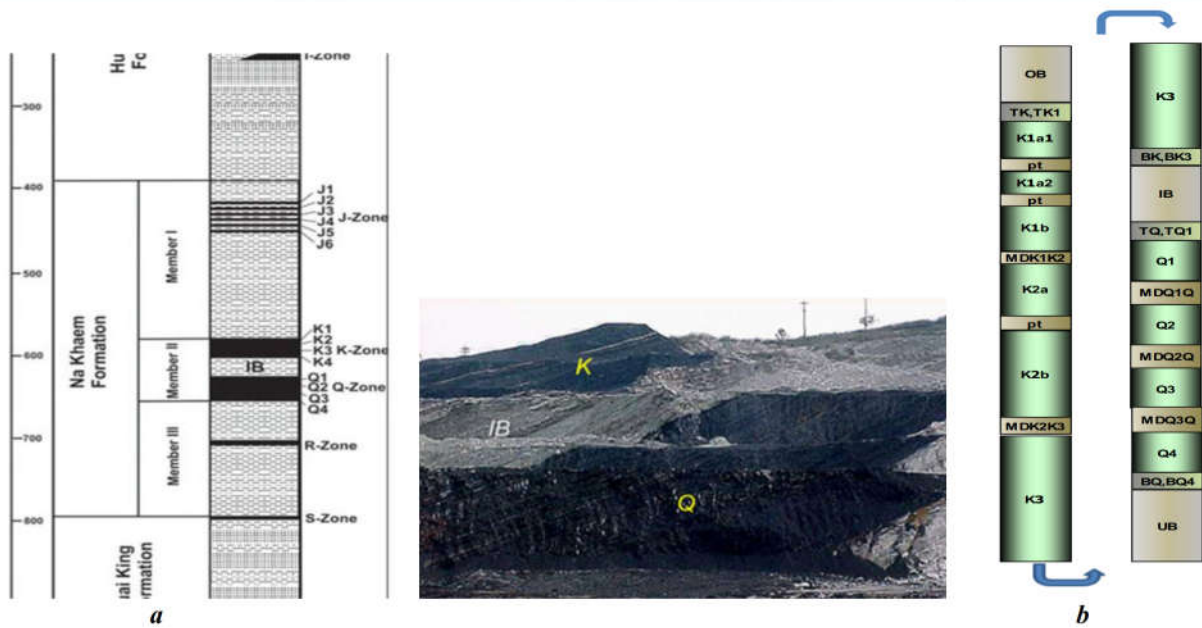 Hu
Fo
I-Zone
300
400
500
600
700
800
Na Khaem
Formation
Member I
Member II
Member III
uai King
ormation
J1
J2
J3
J4
J5
J6
J-Zone
K1
K2
K3
K4
K-Zone
IB
Q1
Q2
Q3
Q4
Q-Zone
R-Zone
S-Zone
a
K
IB
Q
OB
TK,TK1
K1a1
pt
K1a2
pt
K1b
MDK1K2
K2a
pt
K2b
MDK2K3
K3
K3
BK,BK3
IB
TQ,TQ1
Q1
MDQ1Q
Q2
MDQ2Q
Q3
MDQ3Q
Q4
BQ,BQ4
UB
b